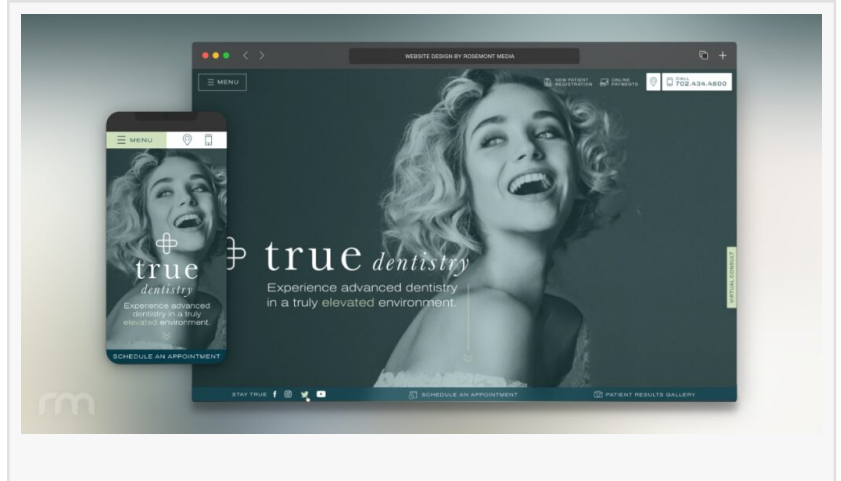 WEBSITE DESIGN BY ROSEMONT MEDIA
MENU
NEW PATIENT
REGISTRATION
ONLINE
PAYMENTS
CALL
702.434.4800
true dentistry
Experience advanced dentistry
in a truly elevated environment.
VIRTUAL CONSULT
STAY TRUE
SCHEDULE AN APPOINTMENT
PATIENT RESULTS GALLERY
MENU
true
dentistry
Experience advanced
dentistry in a truly
elevated environment.
SCHEDULE AN APPOINTMENT
rm